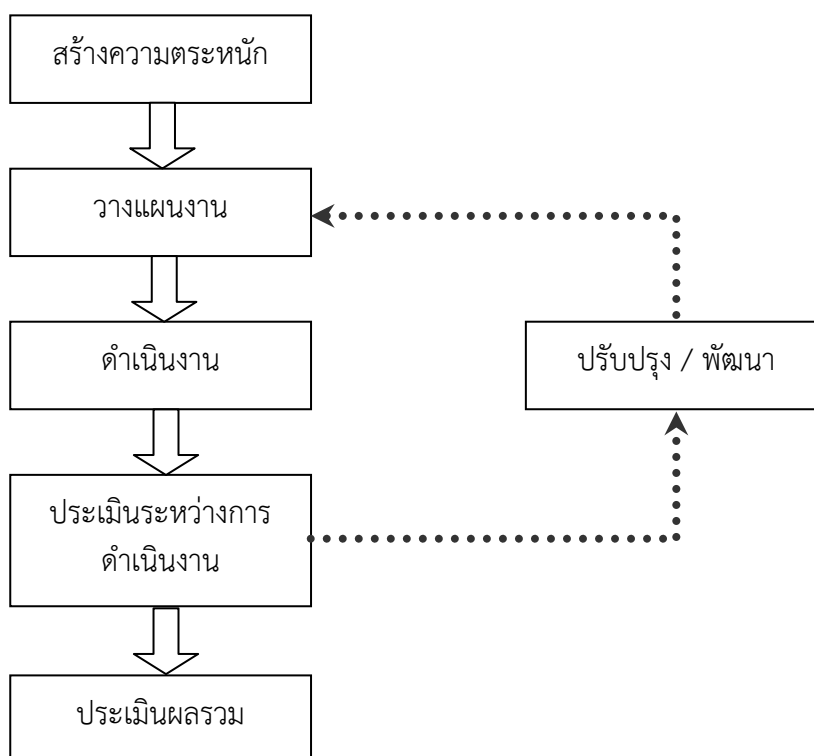 สร้างความตระหนัก
วางแผนงาน
ดำเนินงาน
ปรับปรุง / พัฒนา
ประเมินระหว่างการ
ดำเนินงาน
ประเมินผลรวม